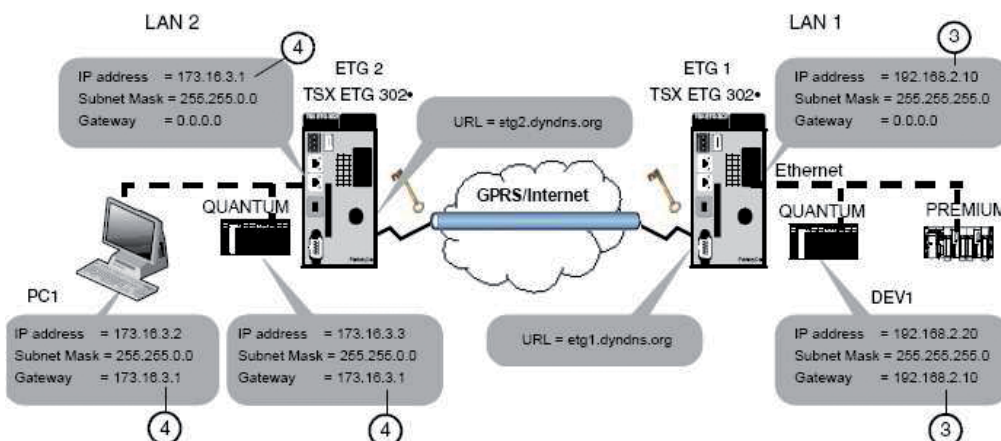 LAN 2
LAN 1
4
3
IP address = 173.16.3.1
Subnet Mask = 255.255.0.0
Gateway = 0.0.0.0
ETG 2
TSX ETG 302•
URL = etg2.dyndns.org
ETG 1
TSX ETG 302•
IP address = 192.168.2.10
Subnet Mask = 255.255.255.0
Gateway = 0.0.0.0
GPRS/Internet
Ethernet
QUANTUM
QUANTUM
PREMIUM
PC1
DEV1
IP address = 173.16.3.2
Subnet Mask = 255.255.0.0
Gateway = 173.16.3.1
IP address = 173.16.3.3
Subnet Mask = 255.255.0.0
Gateway = 173.16.3.1
URL = etg1.dyndns.org
IP address = 192.168.2.20
Subnet Mask = 255.255.255.0
Gateway = 192.168.2.10
4
4
3